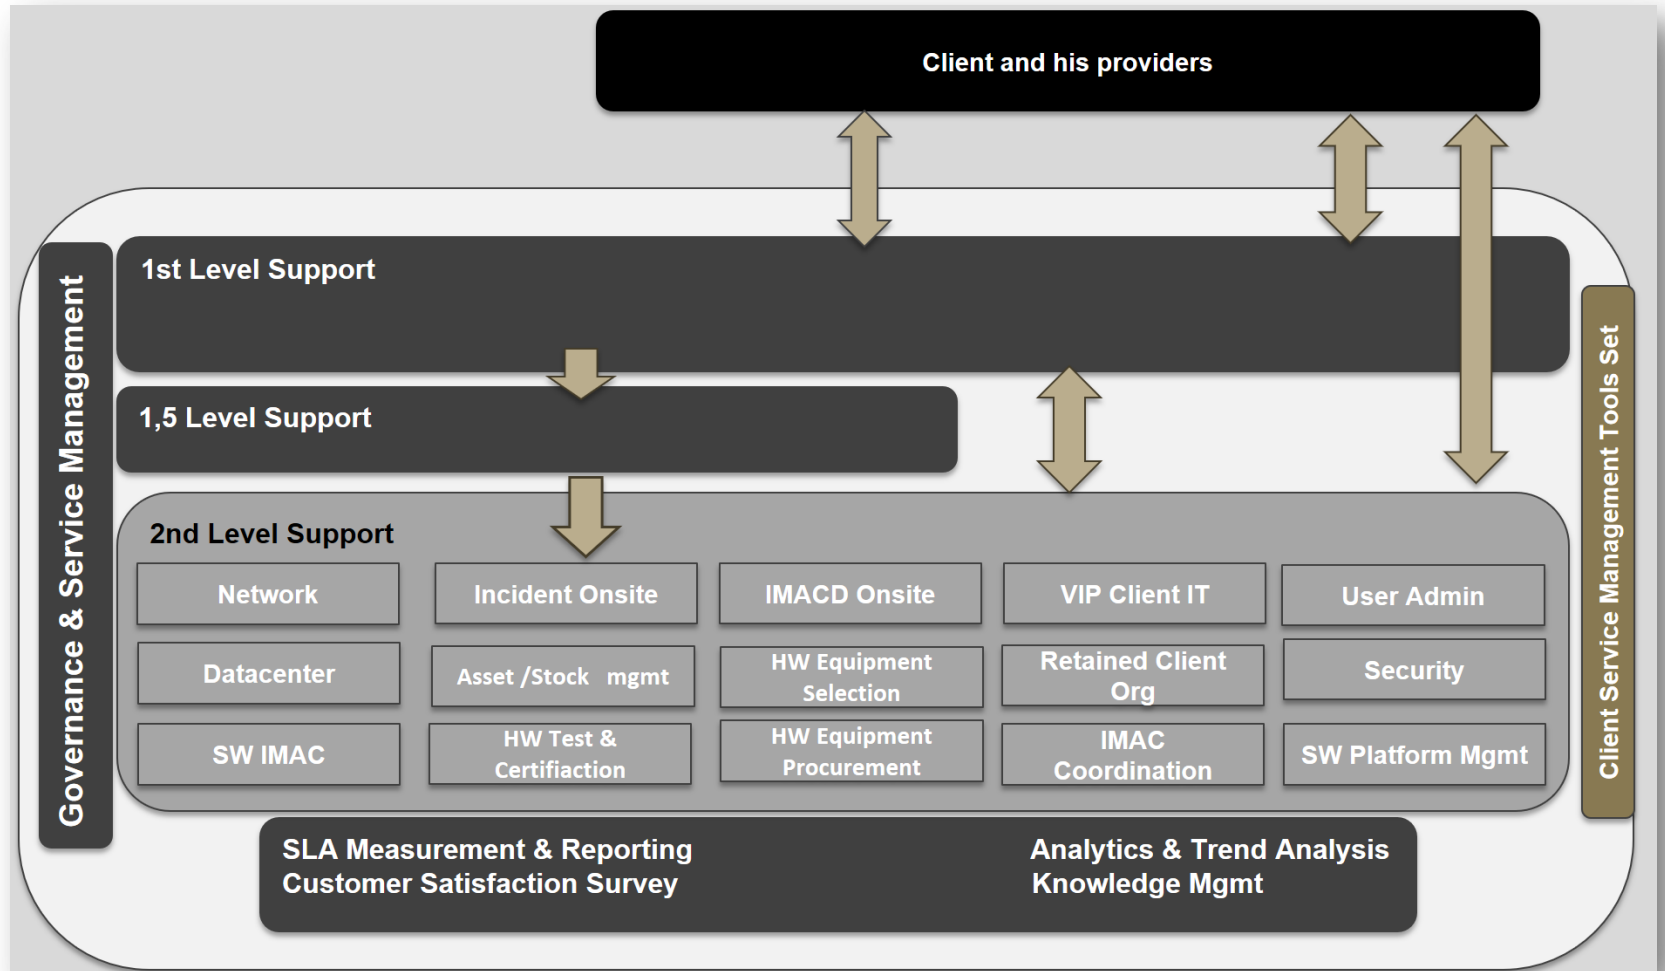 Client and his providers
Governance & Service Management
1st Level Support
1,5 Level Support
2nd Level Support
Network
Incident Onsite
IMACD Onsite
VIP Client IT
User Admin
Datacenter
Asset /Stock mgmt
HW Equipment
Selection
Retained Client
Org
Security
SW IMAC
HW Test &
Certifiaction
HW Equipment
Procurement
IMAC
Coordination
SW Platform Mgmt
Client Service Management Tools Set
SLA Measurement & Reporting
Customer Satisfaction Survey
Analytics & Trend Analysis
Knowledge Mgmt